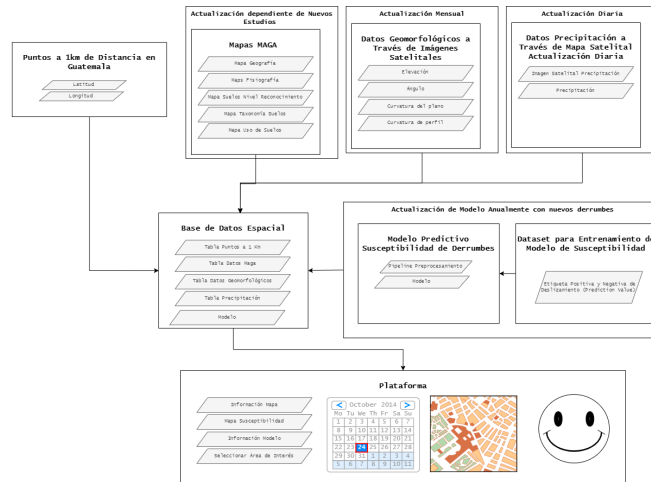 Actualización dependiente de Nuevos
Estudios
Mapas MAGA
Mapa Geografía
Mapa Fisiografía
Mapa Suelos Nivel Reconocimiento
Mapa Taxonomía Suelos
Mapa Uso de Suelos
Actualización Mensual
Datos Geomorfológicos a
Través de Imágenes
Satelitales
Elevación
Ángulo
Curvatura del plano
Curvatura de perfil
Actualización Diaria
Datos Precipitación a
Través de Mapa Satelital
Actualización Diaria
Imagen Satelital Precipitación
Precipitación
Puntos a 1km de Distancia en
Guatemala
Latitud
Longitud
Base de Datos Espacial
Tabla Puntos a 1 Km
Tabla Datos Maga
Tabla Datos Geomorfológicos
Tabla Precipitación
Modelo
Actualización de Modelo Anualmente con nuevos derrumbes
Modelo Predictivo
Susceptibilidad de Derrumbes
Pipeline Preprocesamiento
Modelo
Dataset para Entrenamiento de
Modelo de Susceptibilidad
Etiqueta Positiva y Negativa de
Deslizamiento (Prediction Value)
Plataforma
Información Mapa
Mapa Susceptibilidad
Información Modelo
Seleccionar Area de Interés
< October 2014 >
Mo Tu We Th Fr Sa Su
1 2 3 4 5 6 7
8 9 10 11 12 13 14
15 16 17 18 19 20 21
22 23 24 25 26 27 28
29 30 31 1 2 3 4
5 6 7 8 9 10 11